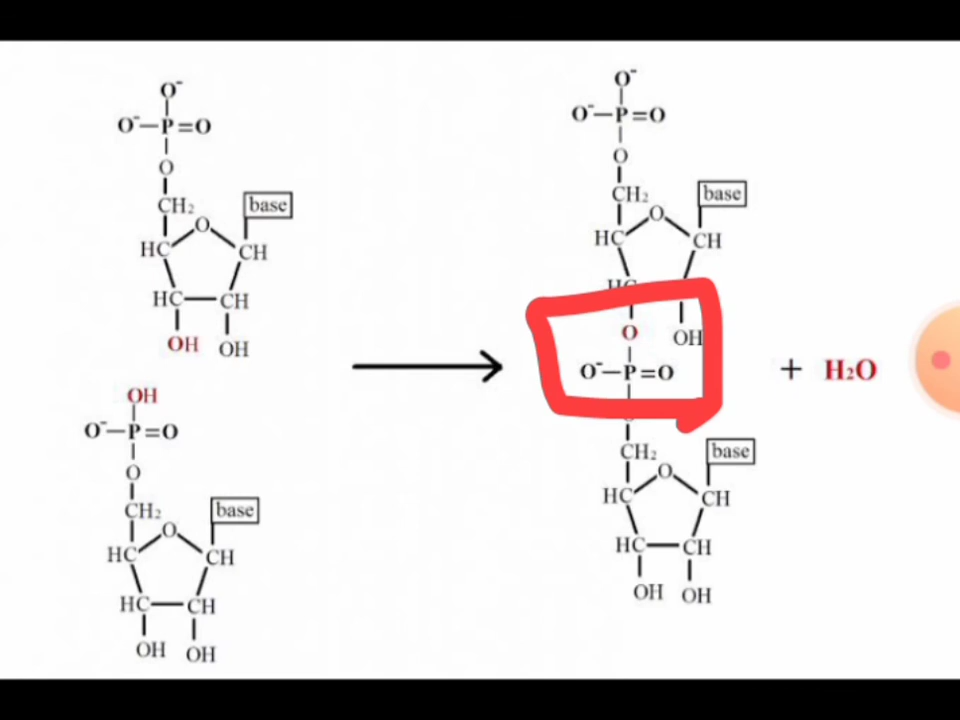 O⁻
O⁻—P=O
O
CH₂
base
O
HC
CH
HC—CH
OH OH
OH
O⁻—P=O
O
CH₂
base
O
HC
CH
HC—CH
OH OH
O⁻
O⁻—P=O
O
CH₂
base
O
HC
CH
HC
O
OH
O⁻—P=O
CH₂
base
O
HC
CH
HC—CH
OH OH
+ H₂O